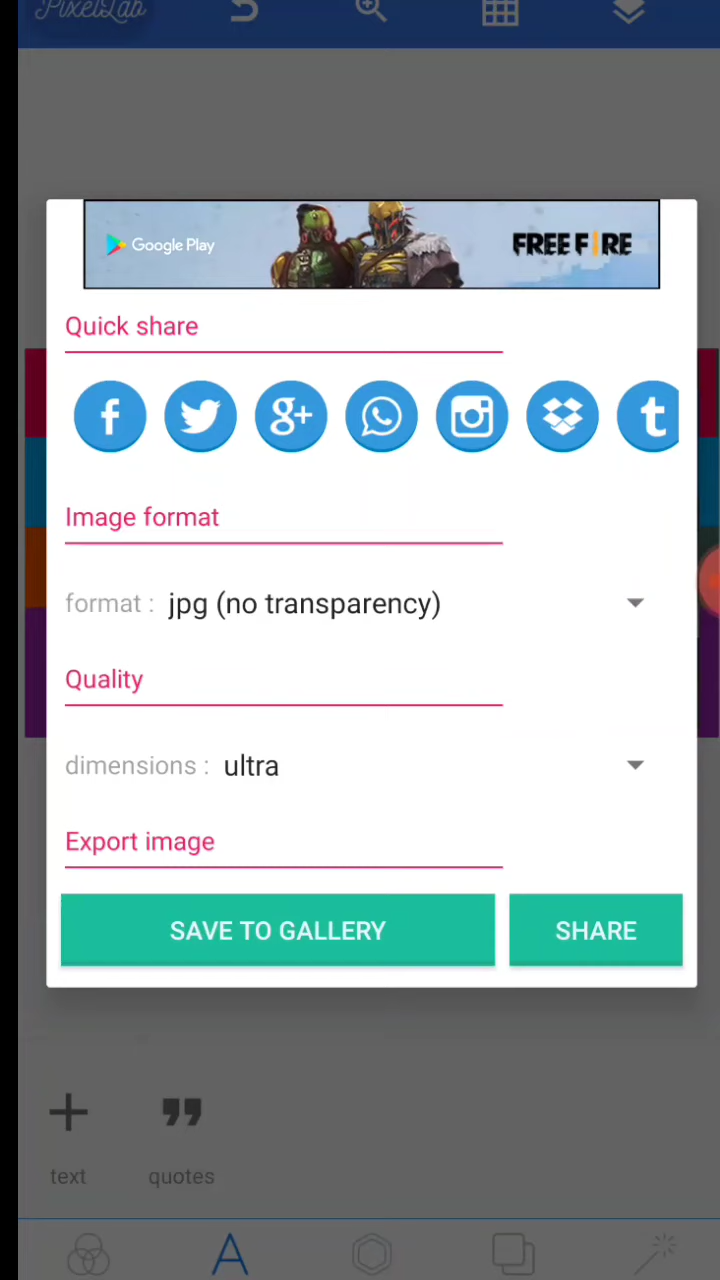 PixelLab
Google Play
FREE FIRE
Quick share
Image format
format : jpg (no transparency)
Quality
dimensions : ultra
Export image
SAVE TO GALLERY SHARE
text quotes